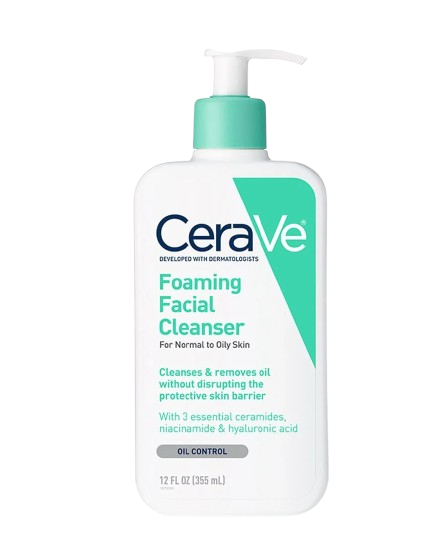 CeraVe®
DEVELOPED WITH DERMATOLOGISTS
Foaming
Facial
Cleanser
For Normal to Oily Skin
Cleanses & removes oil
without disrupting the
protective skin barrier
With 3 essential ceramides,
niacinamide & hyaluronic acid
OIL CONTROL
12 FL OZ (355 mL)